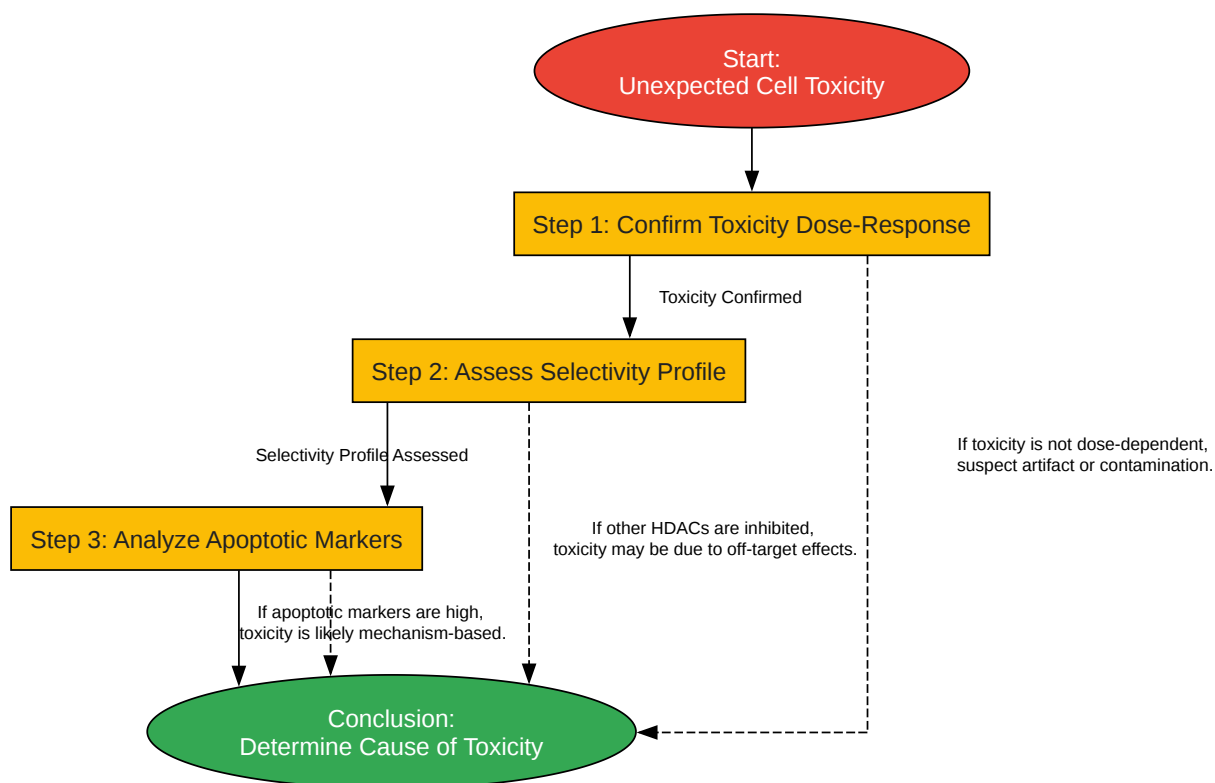 Start:
Unexpected Cell Toxicity
Step 1: Confirm Toxicity Dose-Response
Toxicity Confirmed
Step 2: Assess Selectivity Profile
If toxicity is not dose-dependent,
suspect artifact or contamination.
Selectivity Profile Assessed
Step 3: Analyze Apoptotic Markers
If other HDACs are inhibited,
toxicity may be due to off-target effects.
If apoptotic markers are high,
toxicity is likely mechanism-based.
Conclusion:
Determine Cause of Toxicity